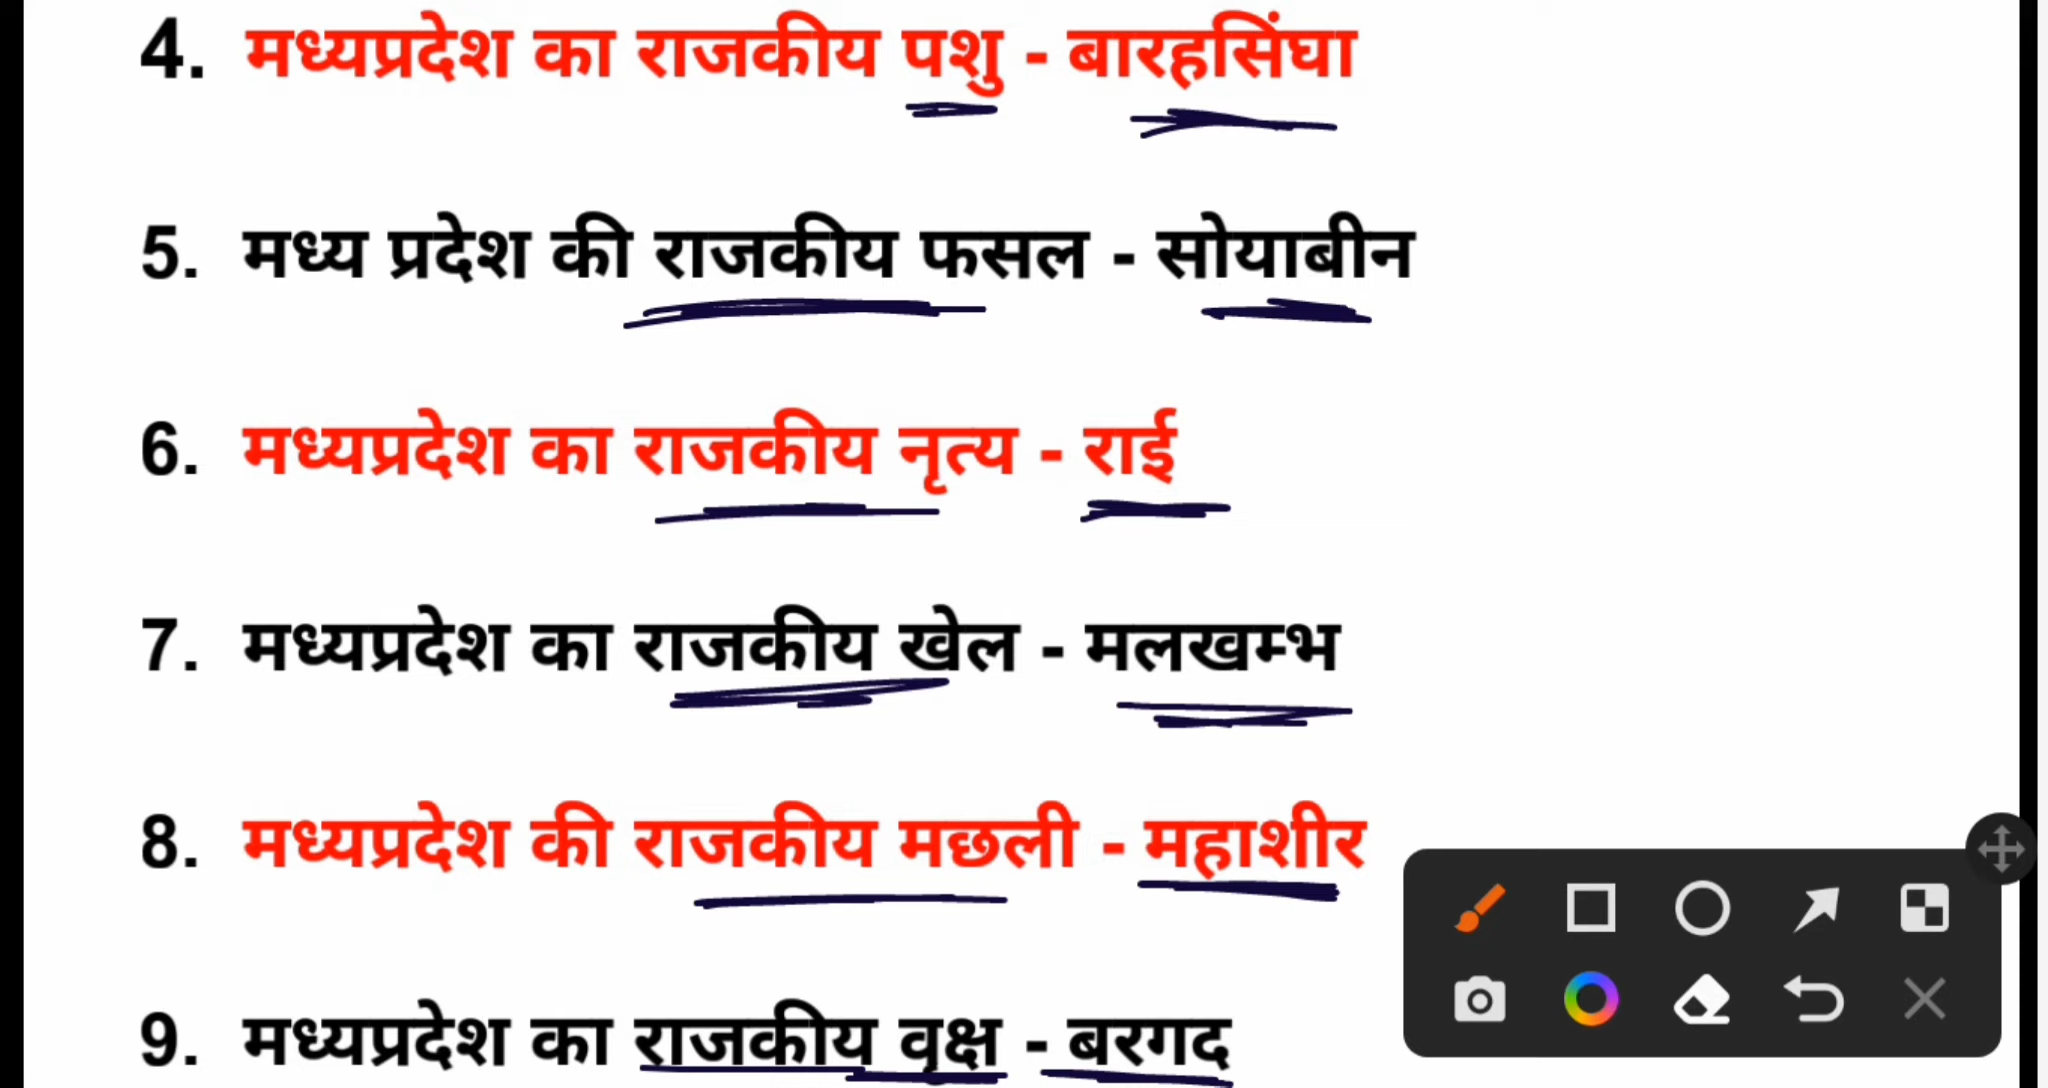 4. मध्यप्रदेश का राजकीय पशु - बारहसिंघा
5. मध्य प्रदेश की राजकीय फसल - सोयाबीन
6. मध्यप्रदेश का राजकीय नृत्य - राई
7. मध्यप्रदेश का राजकीय खेल - मलखम्भ
8. मध्यप्रदेश की राजकीय मछली - महाशीर
9. मध्यप्रदेश का राजकीय वृक्ष - बरगद